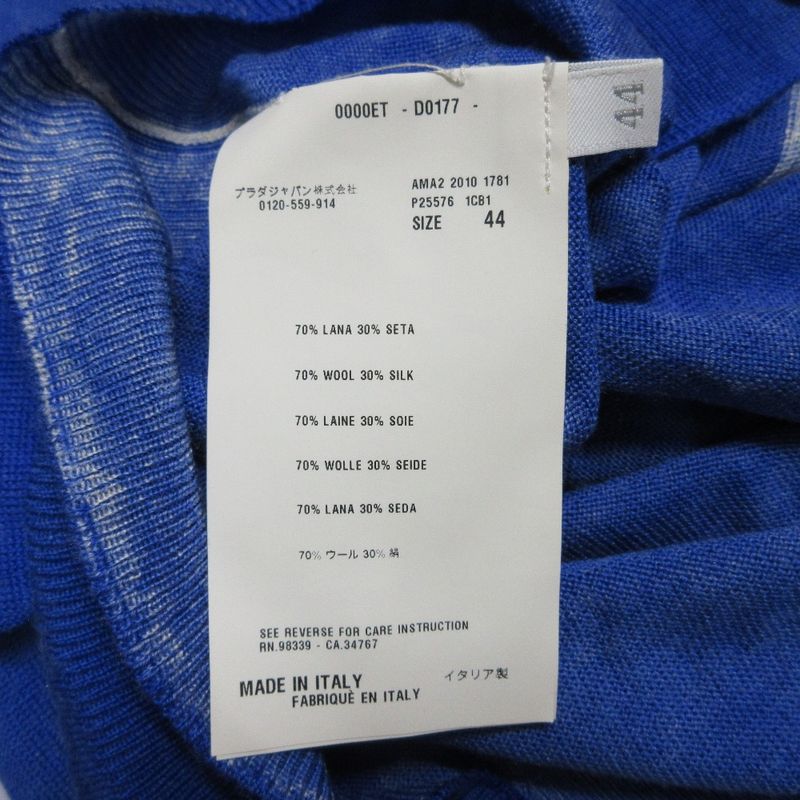 0000ET - D0177 -
44
プラダジャパン株式会社
0120-559-914
AMA2 2010 1781
P25576 1CB1
SIZE 44
70% LANA 30% SETA
70% WOOL 30% SILK
70% LAINE 30% SOIE
70% WOLLE 30% SEIDE
70% LANA 30% SEDA
70% ウール 30% 絹
SEE REVERSE FOR CARE INSTRUCTION
RN.98339 - CA.34767
MADE IN ITALY イタリア製
FABRIQUÈ EN ITALY